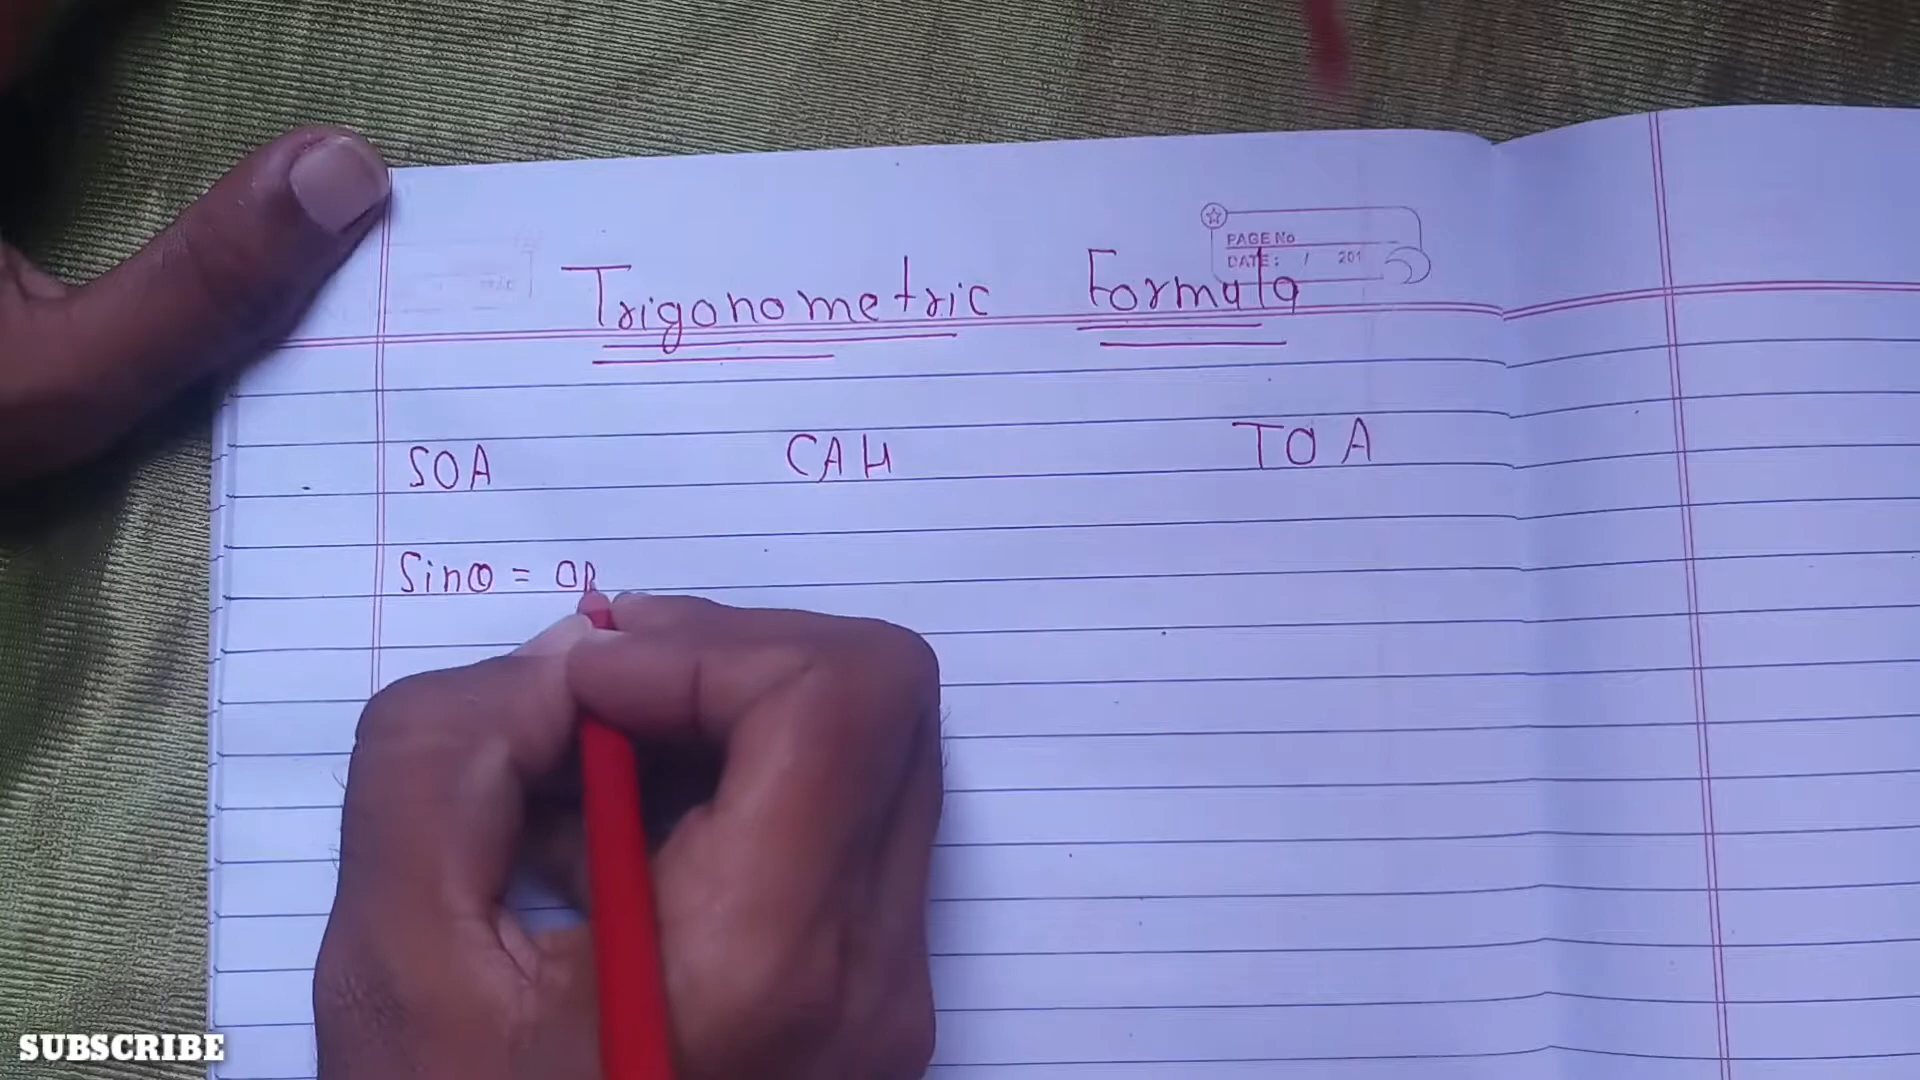 PAGE No
DATE: / 201
Trigonometric Formula
SOA CAH TOA
Sinθ = OP
SUBSCRIBE